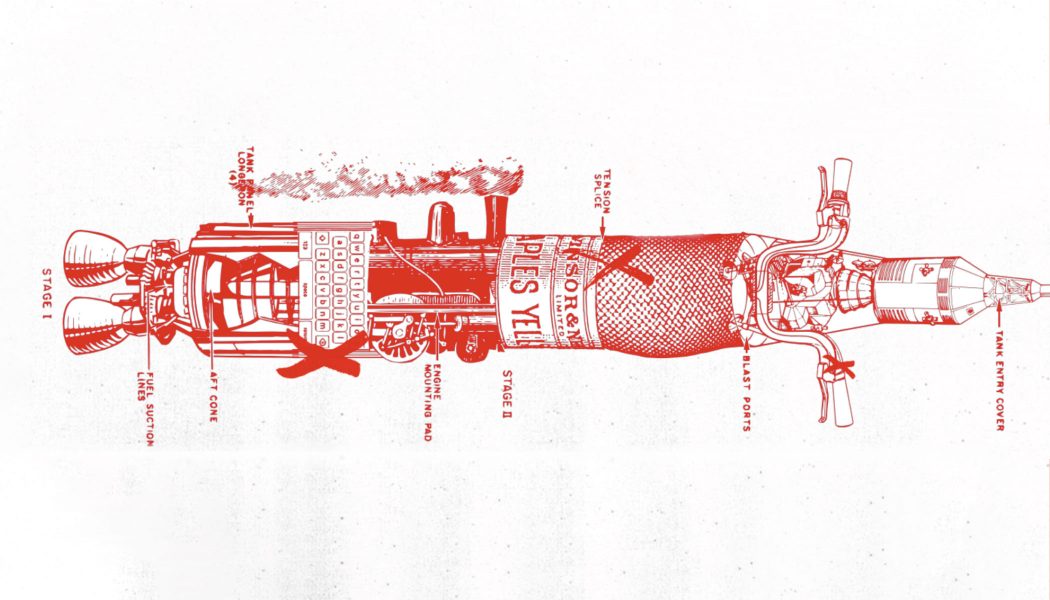 STAGE I
TANK PANEL
LONGERON
(4)
FUEL SUCTION
LINES
AFT CONE
q w e r t y u i
a s d f g h j k l
z x c v b n m
123
ENGINE
MOUNTING PAD
STAGE II
NSOR & N
LIMITED
PLES YEL
TENSION
SPLICE
BLAST PORTS
TANK ENTRY COVER